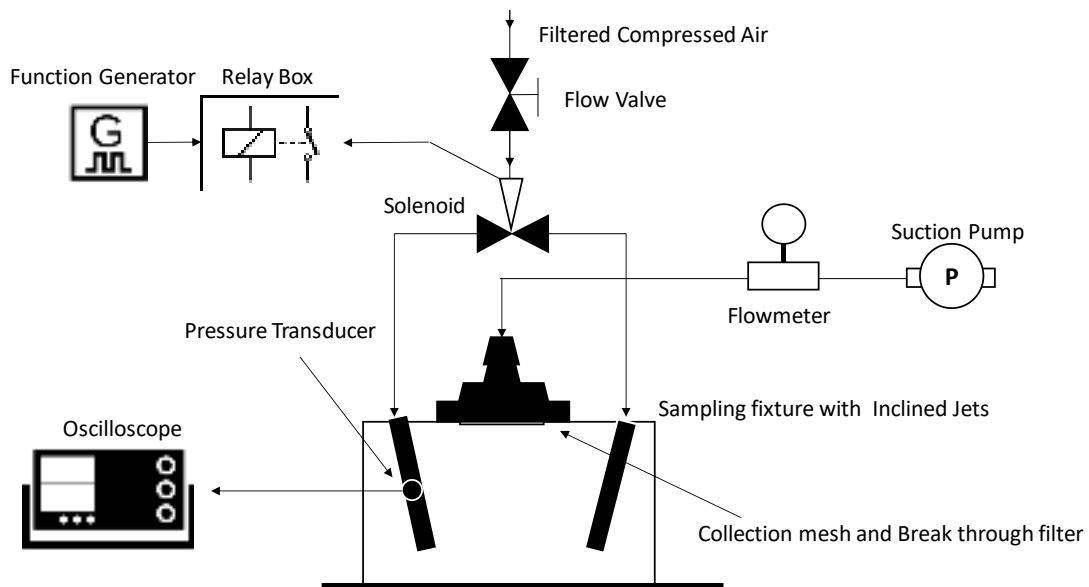 Filtered Compressed Air
Function Generator
Relay Box
Flow Valve
G
Solenoid
Suction Pump
P
Flowmeter
Pressure Transducer
Sampling fixture with Inclined Jets
Oscilloscope
Collection mesh and Break through filter